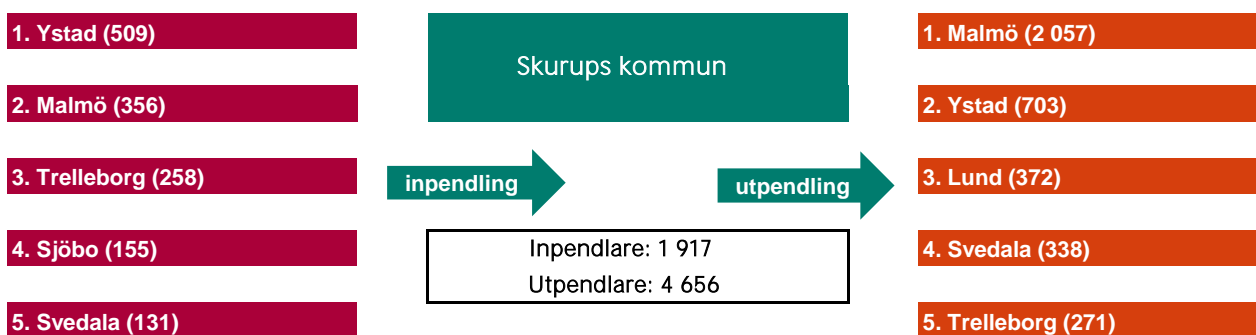 1. Ystad (509)
2. Malmö (356)
3. Trelleborg (258)
4. Sjöbo (155)
5. Svedala (131)
Skurups kommun
inpendling
utpendling
Inpendlare: 1 917
Utpendlare: 4 656
1. Malmö (2 057)
2. Ystad (703)
3. Lund (372)
4. Svedala (338)
5. Trelleborg (271)